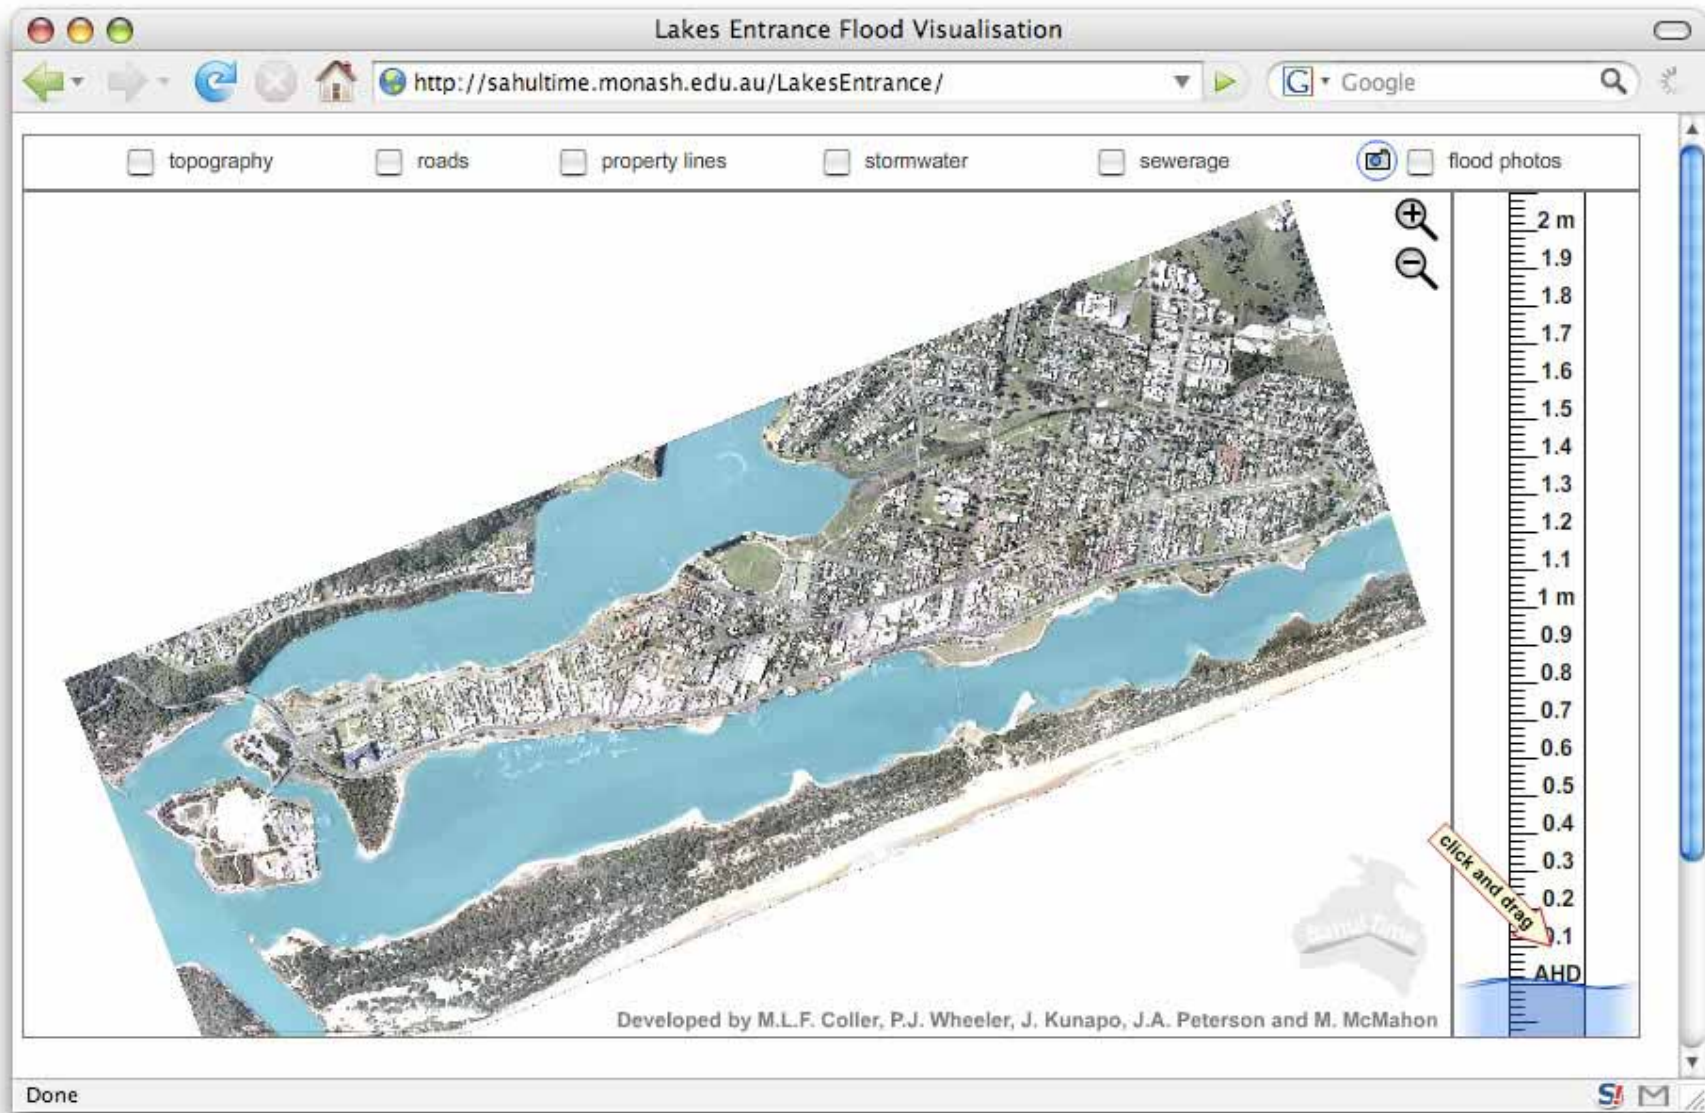 Lakes Entrance Flood Visualisation
http://sahultime.monash.edu.au/LakesEntrance/
Google
topography
roads
property lines
stormwater
sewerage
flood photos
2 m
1.9
1.8
1.7
1.6
1.5
1.4
1.3
1.2
1.1
1 m
0.9
0.8
0.7
0.6
0.5
0.4
0.3
0.2
0.1
AHD
click and drag
Sahul Time
Developed by M.L.F. Coller, P.J. Wheeler, J. Kunapo, J.A. Peterson and M. McMahon
Done